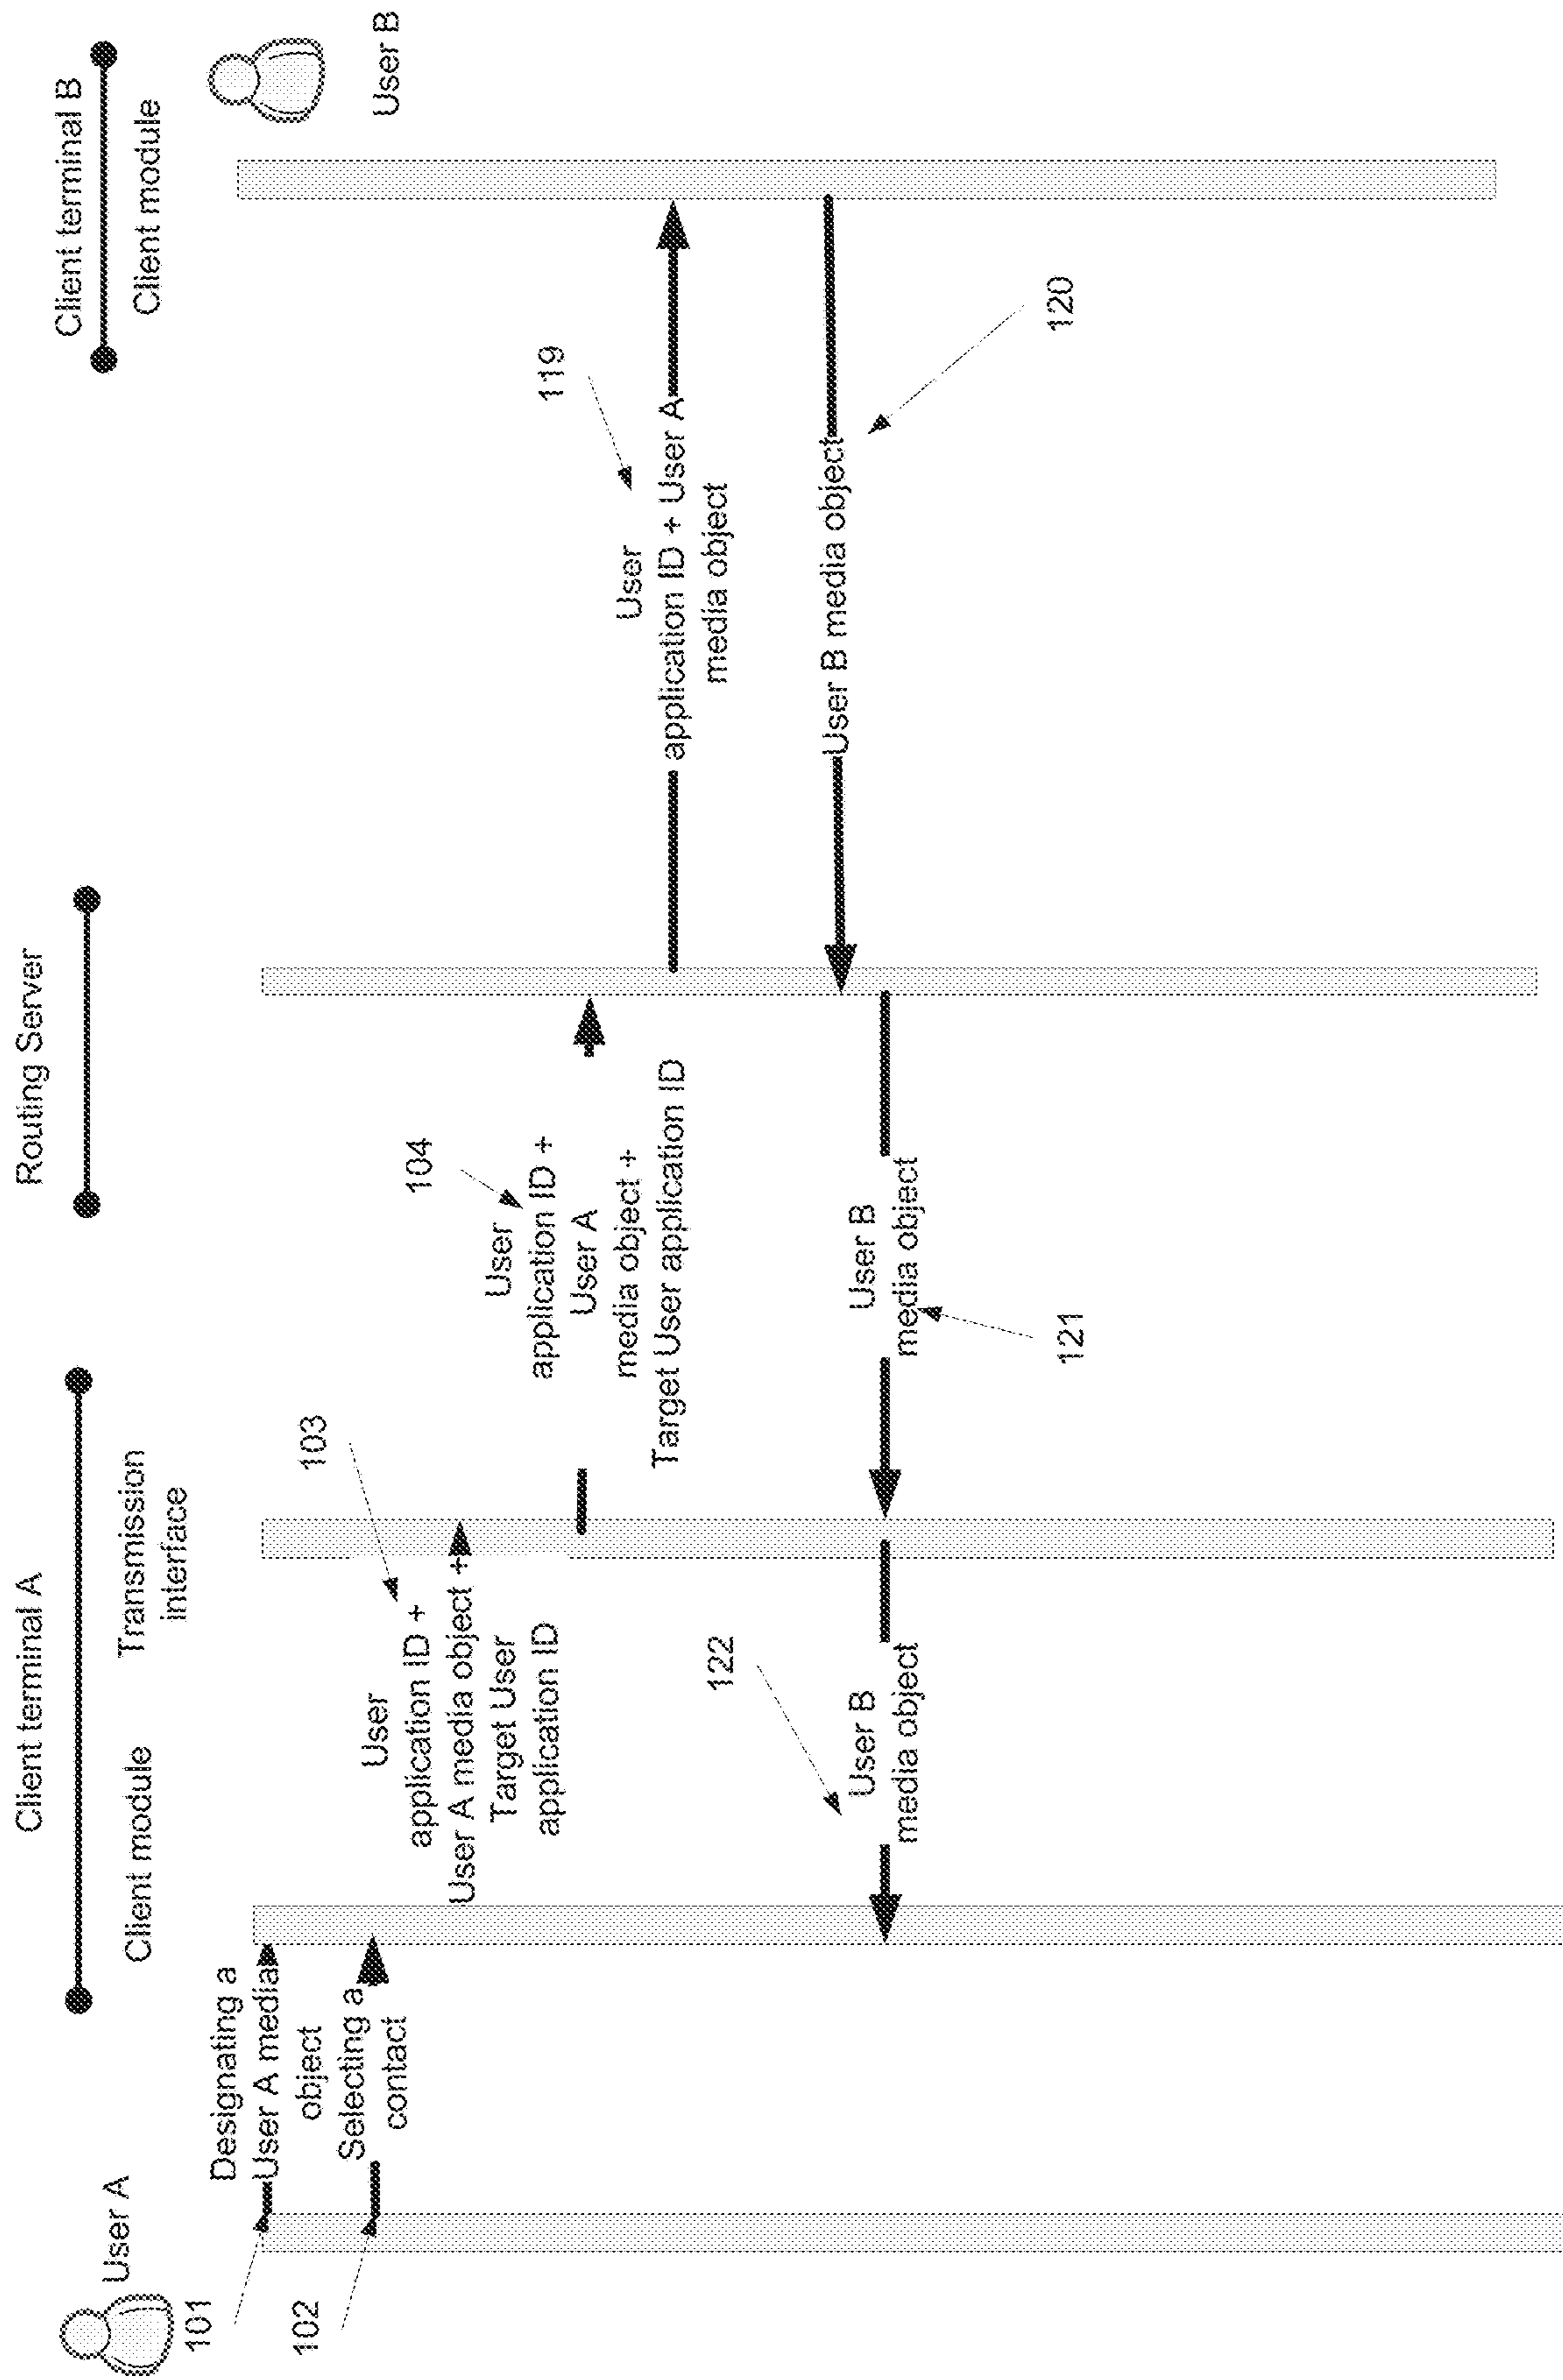 User A
Client terminal A
Routing Server
Client terminal B
Client module
Transmission
interface
Client module
User B
101
Designating a
User A media
object
102
Selecting a
contact
103
User
application ID +
User A media object +
Target User
application ID
104
User
application ID +
User A
media object +
Target User application ID
119
User
application ID + User A
media object
120
User B media object
121
User B
media object
122
User B
media object